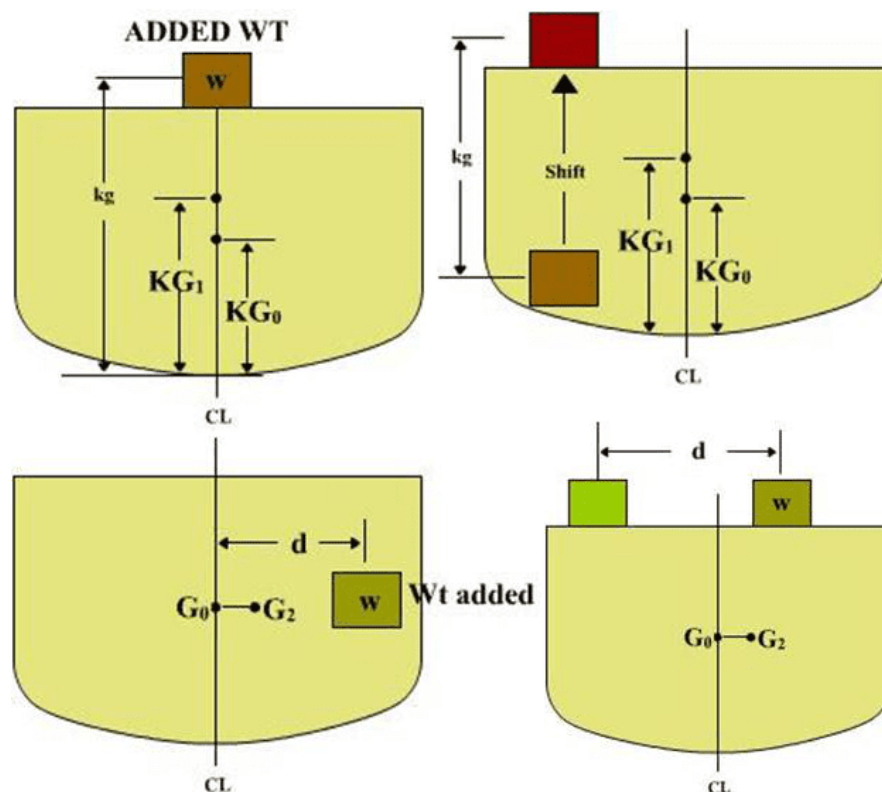 ADDED WT
w
kg
KG₁
KG₀
CL
kg
Shift
KG₁
KG₀
CL
d
G₀
G₂
w
Wt added
CL
d
w
G₀
G₂
CL